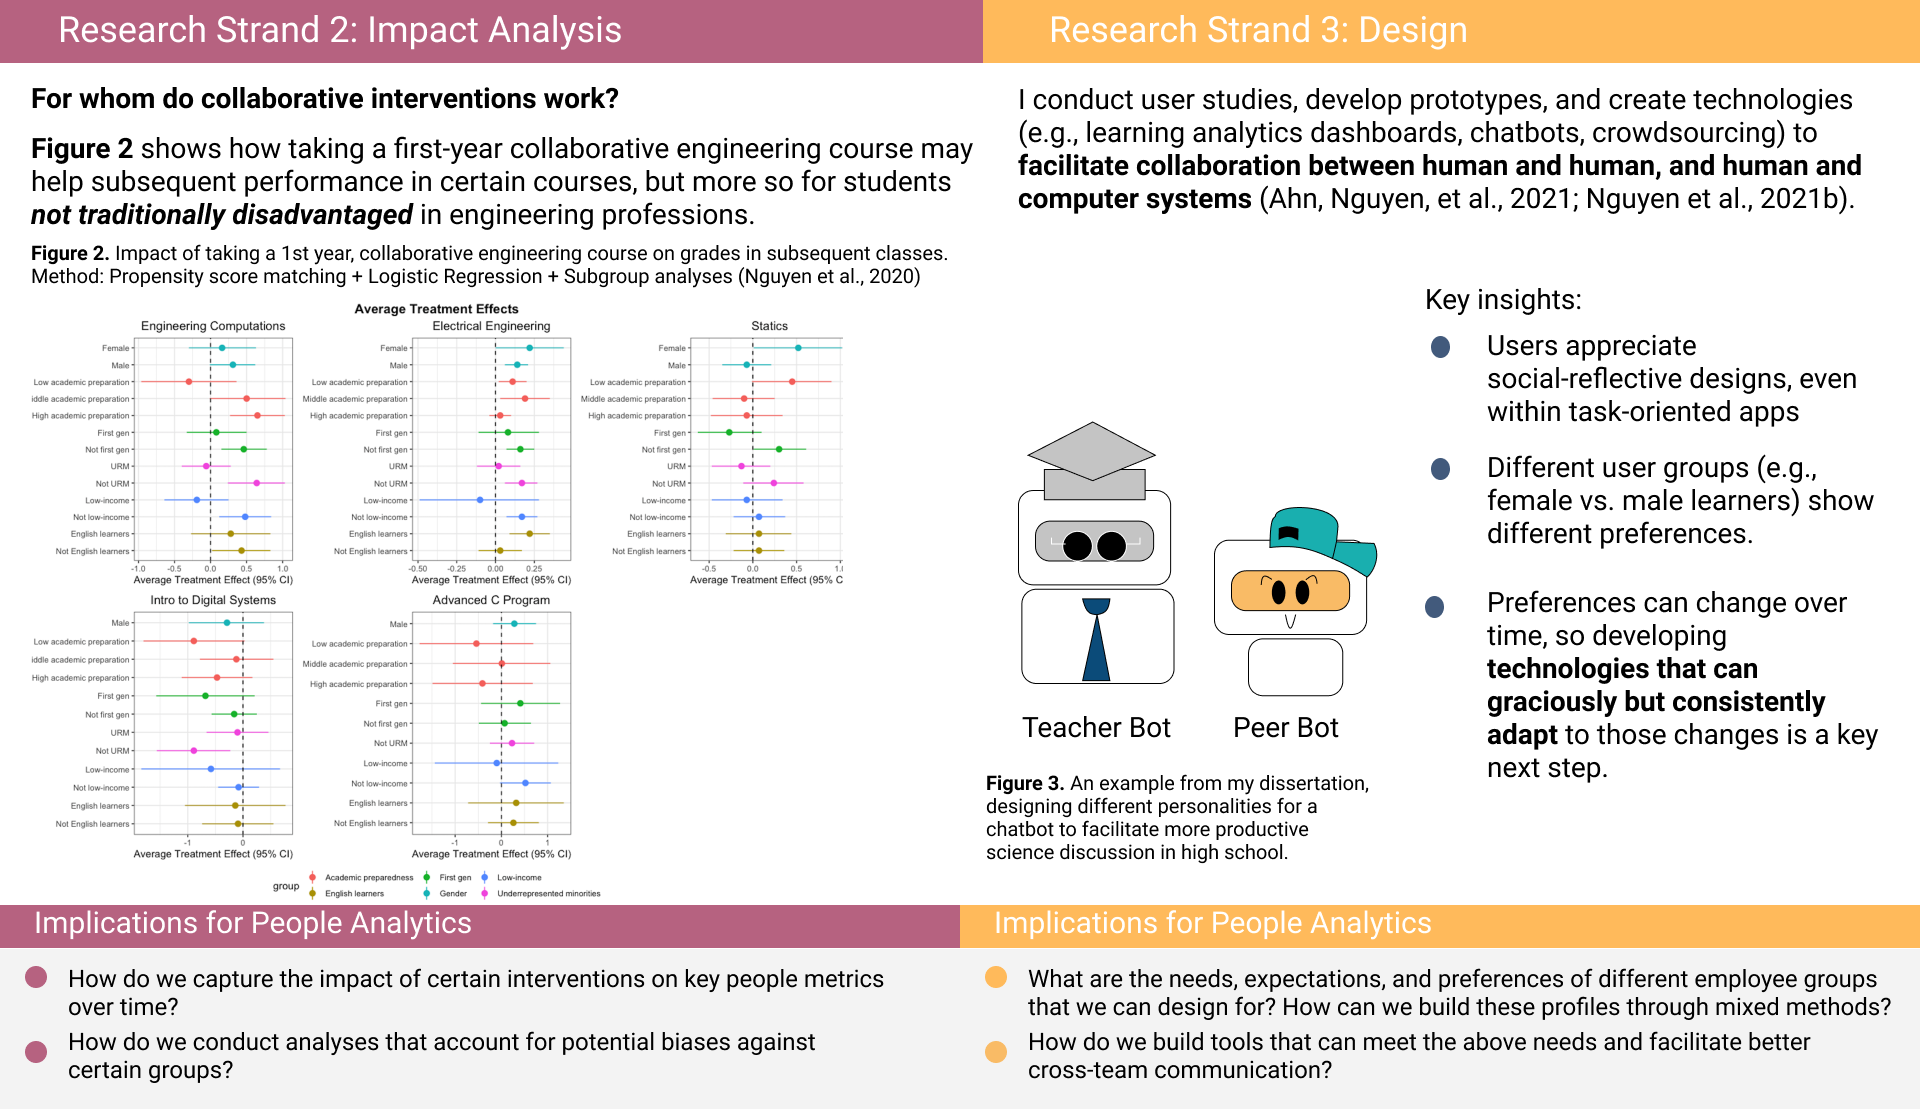 Research Strand 2: Impact Analysis
For whom do collaborative interventions work?
Figure 2 shows how taking a first-year collaborative engineering course may
help subsequent performance in certain courses, but more so for students
not traditionally disadvantaged in engineering professions.
Figure 2. Impact of taking a 1st year, collaborative engineering course on grades in subsequent classes.
Method: Propensity score matching + Logistic Regression + Subgroup analyses (Nguyen et al., 2020)
Average Treatment Effects
Engineering Computations
Female
Male
Low academic preparation
iddle academic preparation
High academic preparation
First gen
Not first gen
URM
Not URM
Low-income
Not low-income
English learners
Not English learners
-1.0 -0.5 0.0 0.5 1.0
Average Treatment Effect (95% CI)
Electrical Engineering
Female
Male
Low academic preparation
Middle academic preparation
High academic preparation
First gen
Not first gen
URM
Not URM
Low-income
Not low-income
English learners
Not English learners
-0.50 -0.25 0.00 0.25
Average Treatment Effect (95% CI)
Statics
Female
Male
Low academic preparation
Middle academic preparation
High academic preparation
First gen
Not first gen
URM
Not URM
Low-income
Not low-income
English learners
Not English learners
-0.5 0.0 0.5 1.
Average Treatment Effect (95% C
Intro to Digital Systems
Male
Low academic preparation
iddle academic preparation
High academic preparation
First gen
Not first gen
URM
Not URM
Low-income
Not low-income
English learners
Not English learners
-1 0
Average Treatment Effect (95% CI)
Advanced C Program
Male
Low academic preparation
Middle academic preparation
High academic preparation
First gen
Not first gen
Not URM
Low-income
Not low-income
English learners
Not English learners
-1 0 1
Average Treatment Effect (95% CI)
group
Academic preparedness First gen Low-income
English learners Gender Underrepresented minorities
Implications for People Analytics
How do we capture the impact of certain interventions on key people metrics
over time?
How do we conduct analyses that account for potential biases against
certain groups?
Research Strand 3: Design
I conduct user studies, develop prototypes, and create technologies
(e.g., learning analytics dashboards, chatbots, crowdsourcing) to
facilitate collaboration between human and human, and human and
computer systems (Ahn, Nguyen, et al., 2021; Nguyen et al., 2021b).
Teacher Bot
Peer Bot
Figure 3. An example from my dissertation,
designing different personalities for a
chatbot to facilitate more productive
science discussion in high school.
Key insights:
Users appreciate
social-reflective designs, even
within task-oriented apps
Different user groups (e.g.,
female vs. male learners) show
different preferences.
Preferences can change over
time, so developing
technologies that can
graciously but consistently
adapt to those changes is a key
next step.
Implications for People Analytics
What are the needs, expectations, and preferences of different employee groups
that we can design for? How can we build these profiles through mixed methods?
How do we build tools that can meet the above needs and facilitate better
cross-team communication?